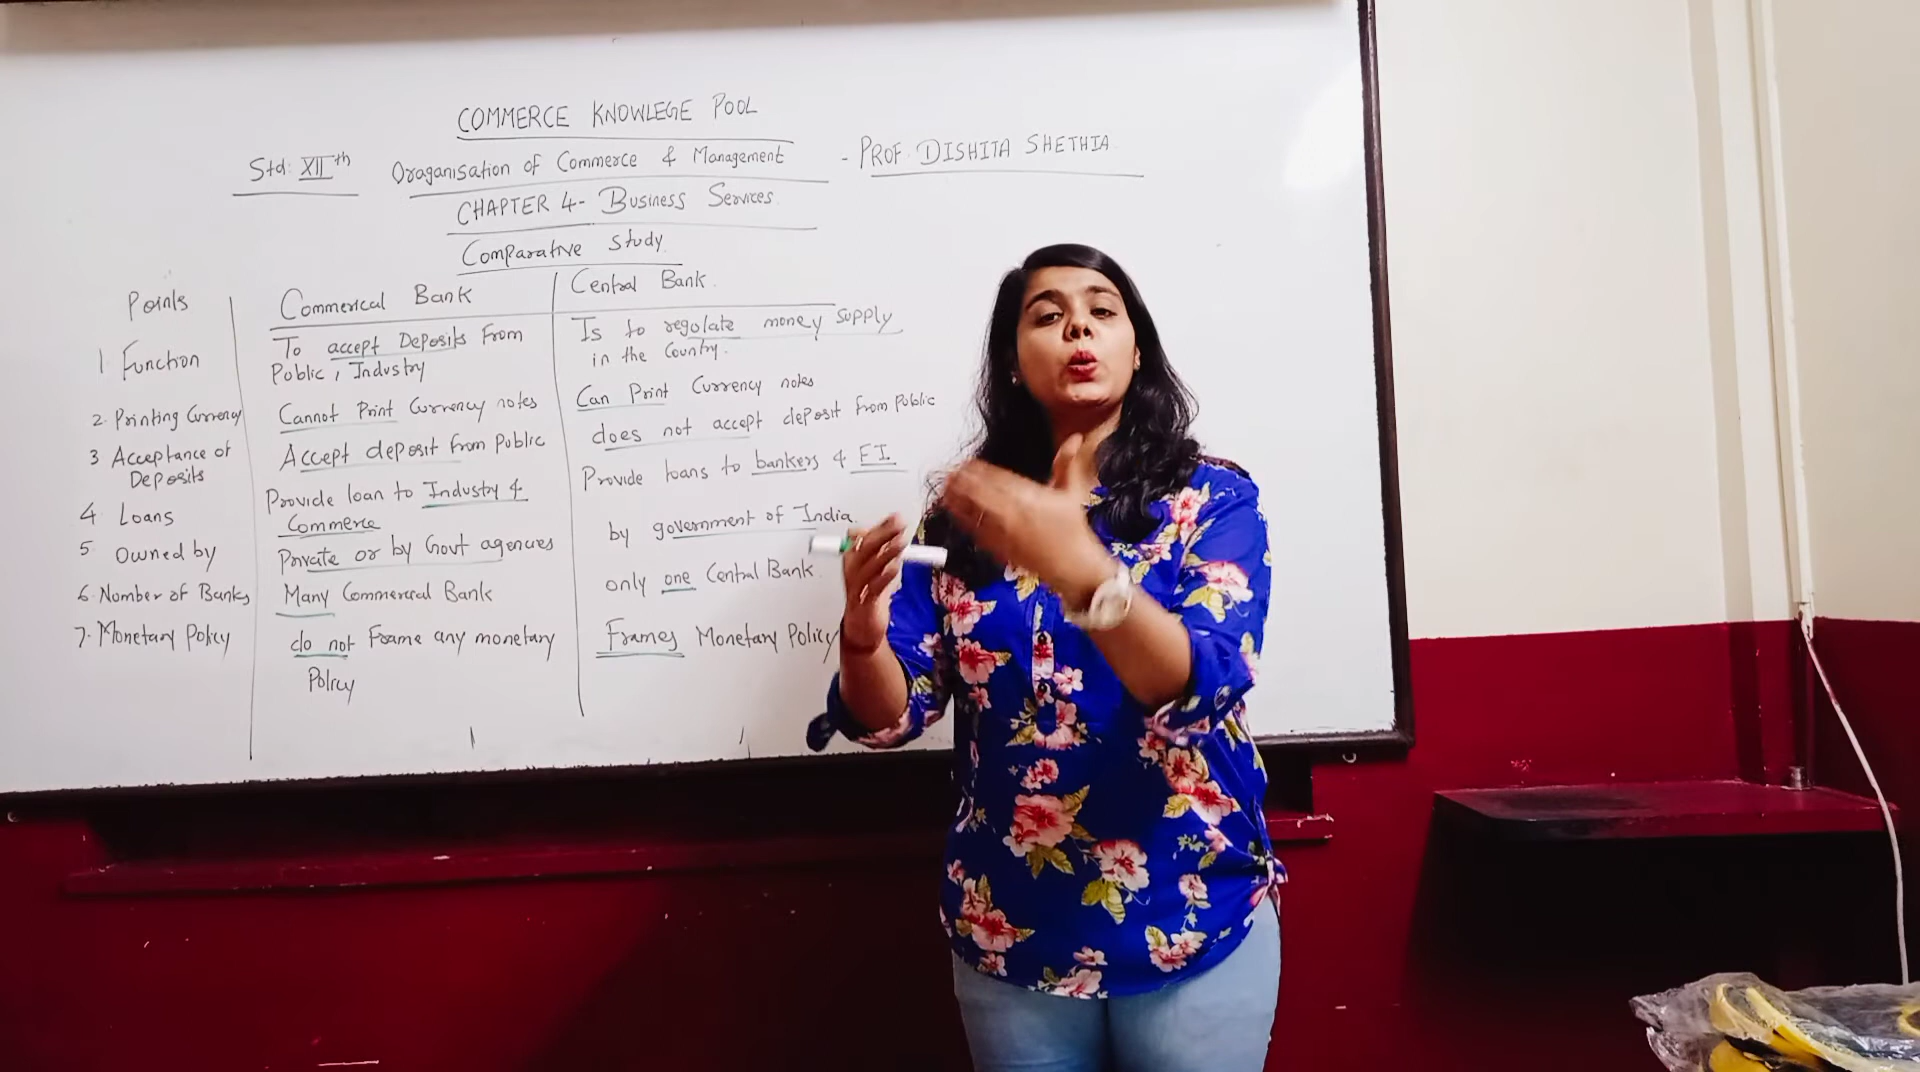 COMMERCE KNOWLEGE POOL
Std: XIIth Oraganisation of Commerce & Management - PROF. DISHITA SHETHIA
CHAPTER 4- Business Services.
Comparative Study.
Points Commerical Bank Central Bank.
1. Function To accept Deposits From Public, Industry Is to regulate money supply in the Country.
2. Printing Currency Cannot Print Currency notes Can Print Currency notes
3 Acceptance of Deposits Accept deposit from Public does not accept deposit from Public
4 Loans Provide loan to Industry & Commerce Provide loans to bankers & F.I.
5 Owned by Private or by Govt agencies by government of India.
6. Number of Banks Many Commercial Bank only one Central Bank.
7. Monetary Policy do not Frame any monetary Policy Frames Monetary Policy